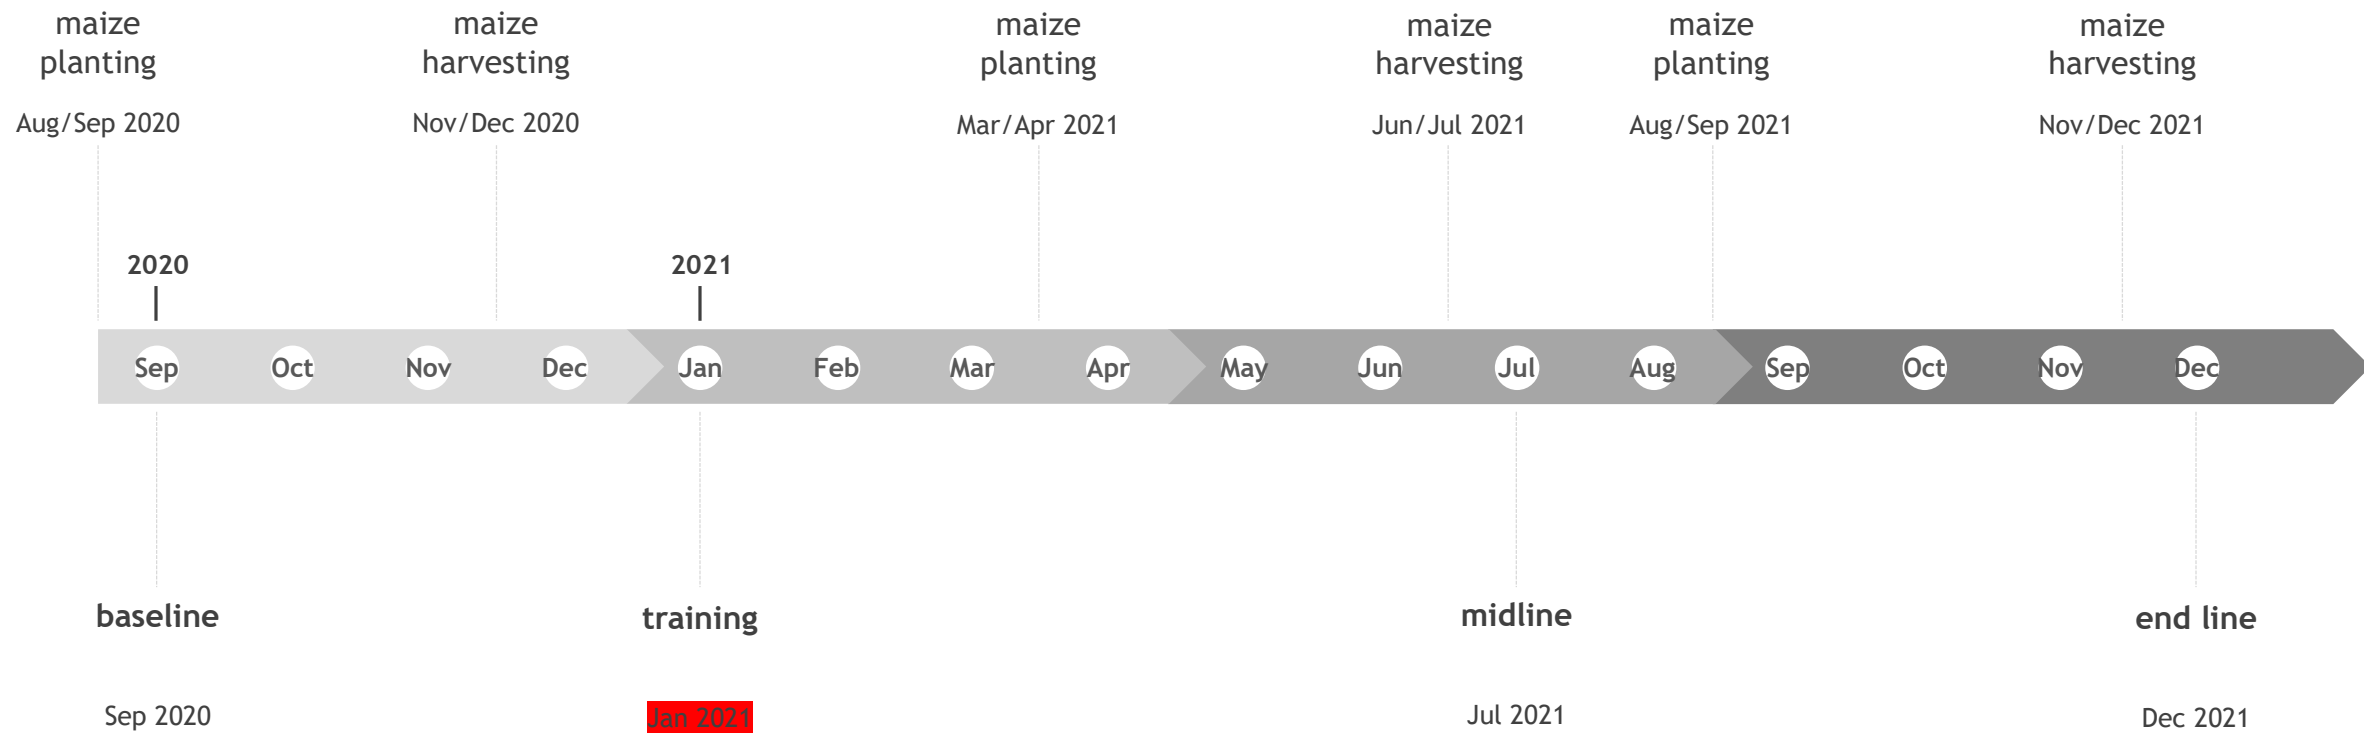 maize
planting
Aug/Sep 2020
maize
harvesting
Nov/Dec 2020
maize
planting
Mar/Apr 2021
maize
harvesting
Jun/Jul 2021
maize
planting
Aug/Sep 2021
maize
harvesting
Nov/Dec 2021
2020
2021
Sep
Oct
Nov
Dec
Jan
Feb
Mar
Apr
May
Jun
Jul
Aug
Sep
Oct
Nov
Dec
baseline
Sep 2020
training
Jan 2021
midline
Jul 2021
end line
Dec 2021